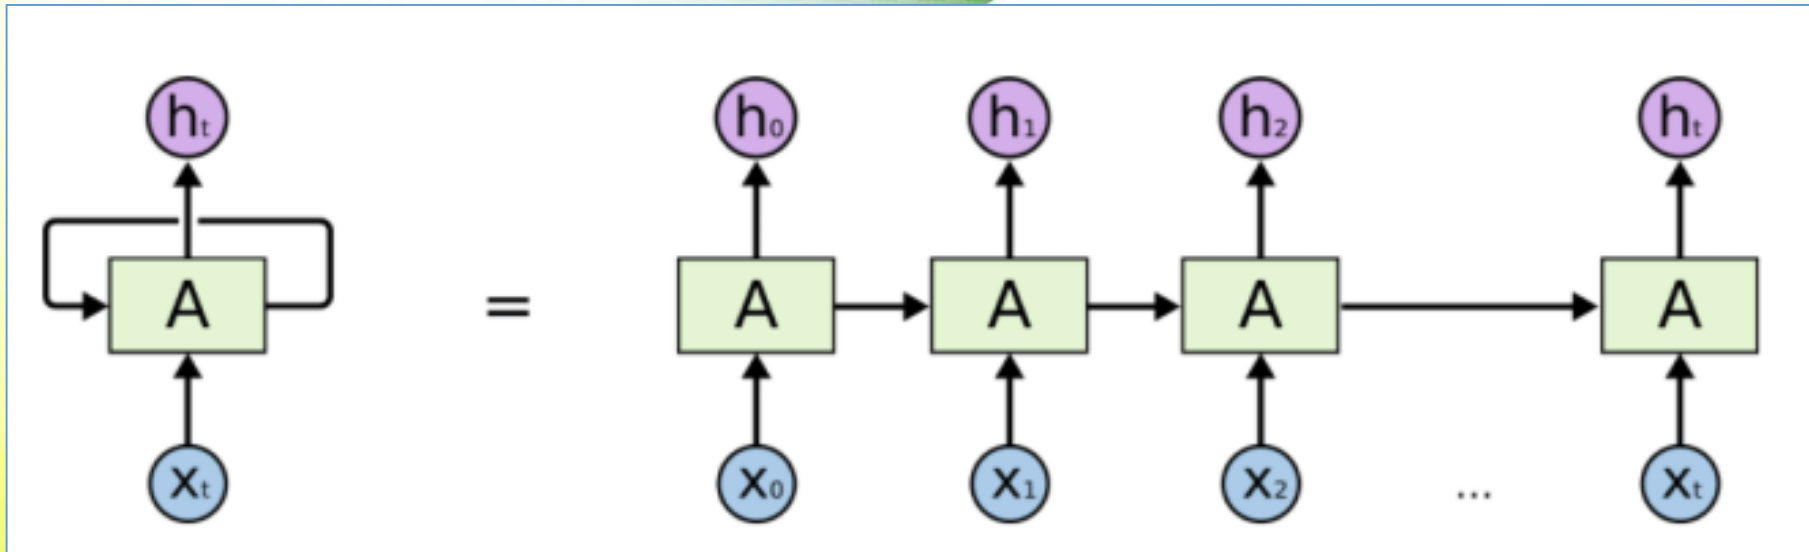 ht h0 h1 h2 ht
A = A A A A
xt x0 x1 x2 ... xt